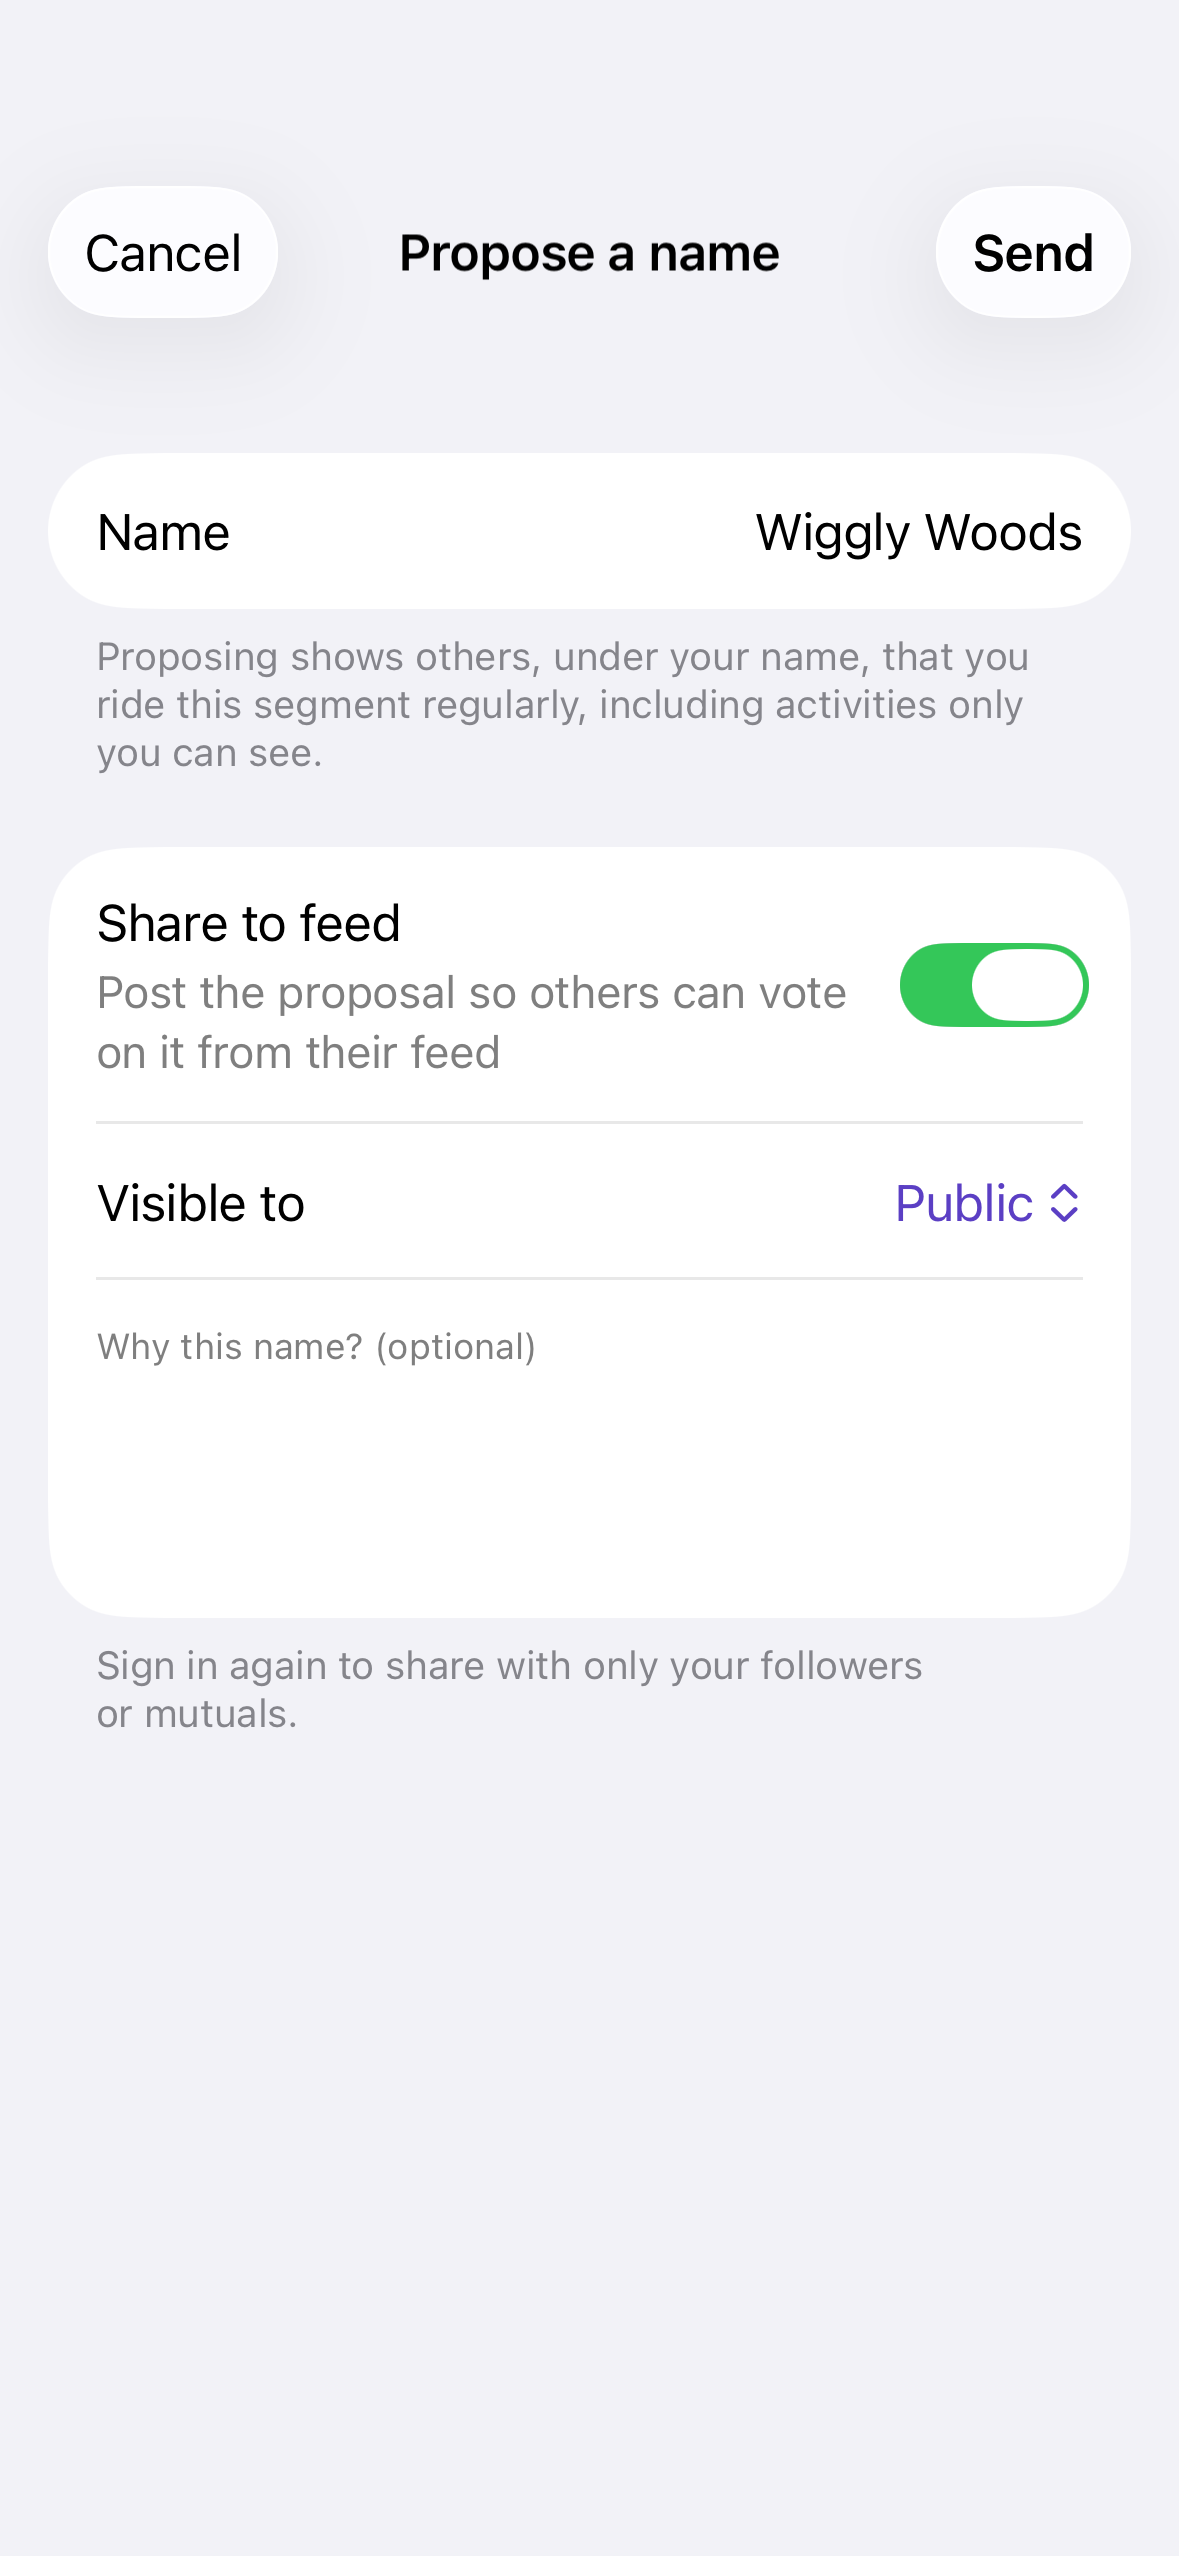 Cancel
Propose a name
Send
Name
Wiggly Woods
Proposing shows others, under your name, that you
ride this segment regularly, including activities only
you can see.
Share to feed
Post the proposal so others can vote
on it from their feed
Visible to
Public
Why this name? (optional)
Sign in again to share with only your followers
or mutuals.